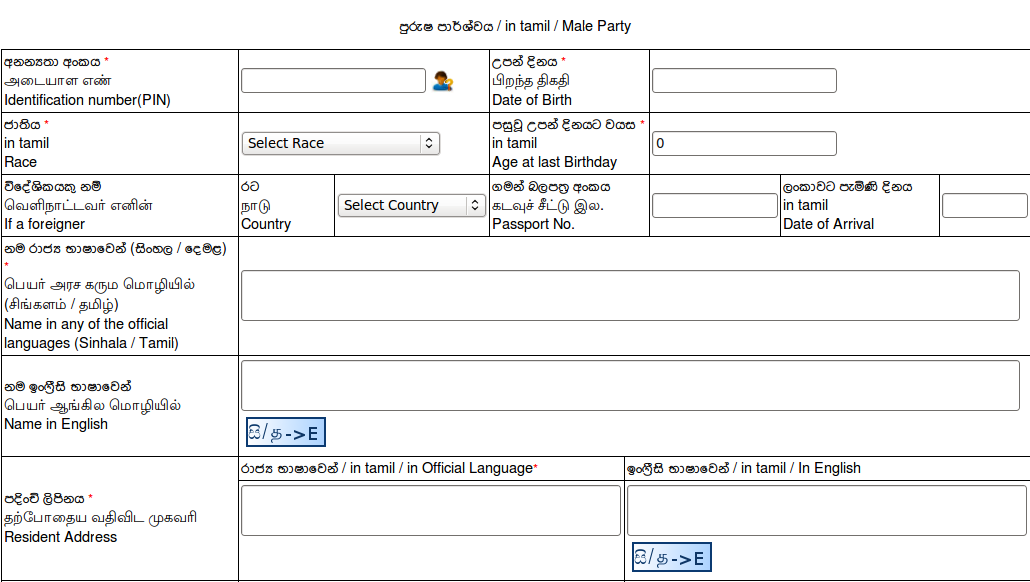 පුරුෂ පාර්ශ්වය / in tamil / Male Party
අනන්‍යතා අංකය *
அடையாள எண்
Identification number(PIN)
උපන් දිනය *
பிறந்த திகதி
Date of Birth
ජාතිය *
in tamil
Race
Select Race
පසුවූ උපන් දිනයට වයස *
in tamil
Age at last Birthday
0
විදේශිකයකු නම්
வெளிநாட்டவர் எனின்
If a foreigner
රට
நாடு
Country
Select Country
ගමන් බලපත්‍ර අංකය
கடவுச் சீட்டு இல.
Passport No.
ලංකාවට පැමිණි දිනය
in tamil
Date of Arrival
නම රාජ්‍ය භාෂාවෙන් (සිංහල / දෙමළ)
*
பெயர் அரச கரும மொழியில்
(சிங்களம் / தமிழ்)
Name in any of the official
languages (Sinhala / Tamil)
නම ඉංග්‍රීසි භාෂාවෙන්
பெயர் ஆங்கில மொழியில்
Name in English
සි/த->E
පදිංචි ලිපිනය *
தற்போதைய வதிவிட முகவரி
Resident Address
රාජ්‍ය භාෂාවෙන් / in tamil / in Official Language*
ඉංග්‍රීසි භාෂාවෙන් / in tamil / In English
සි/த->E